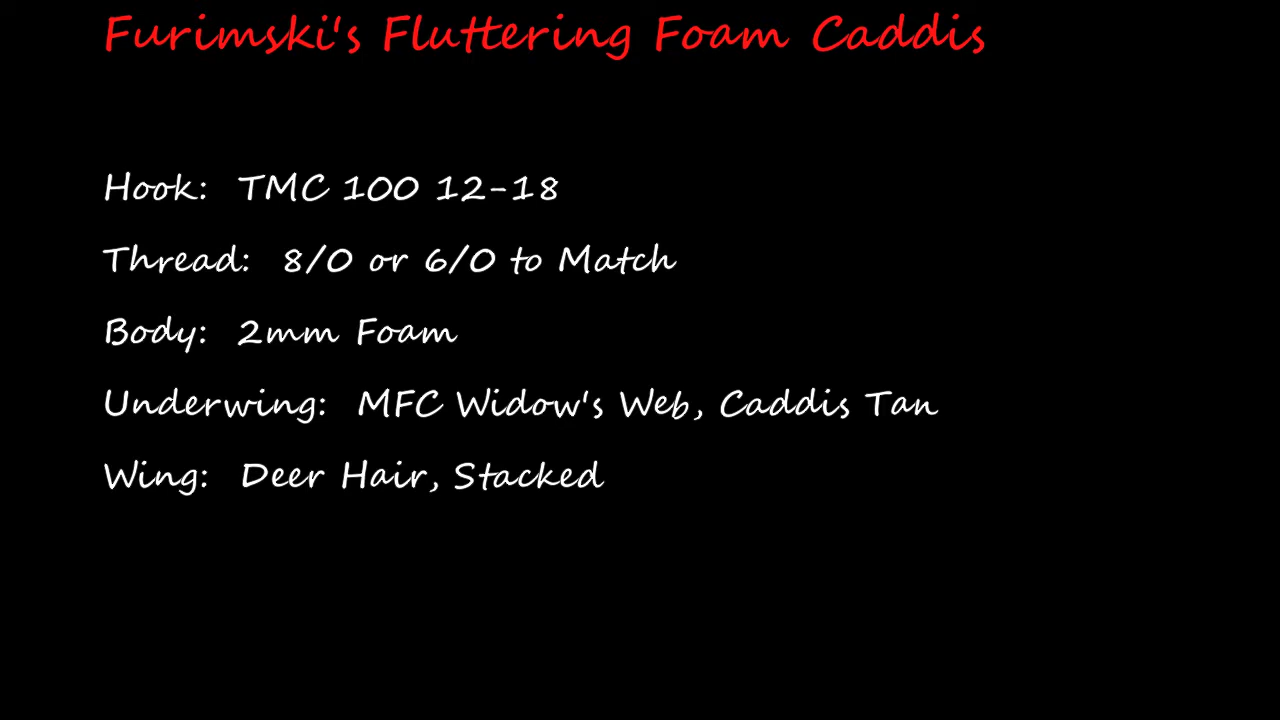 Furimski's Fluttering Foam Caddis
Hook: TMC 100 12-18
Thread: 8/0 or 6/0 to Match
Body: 2mm Foam
Underwing: MFC Widow's Web, Caddis Tan
Wing: Deer Hair, Stacked